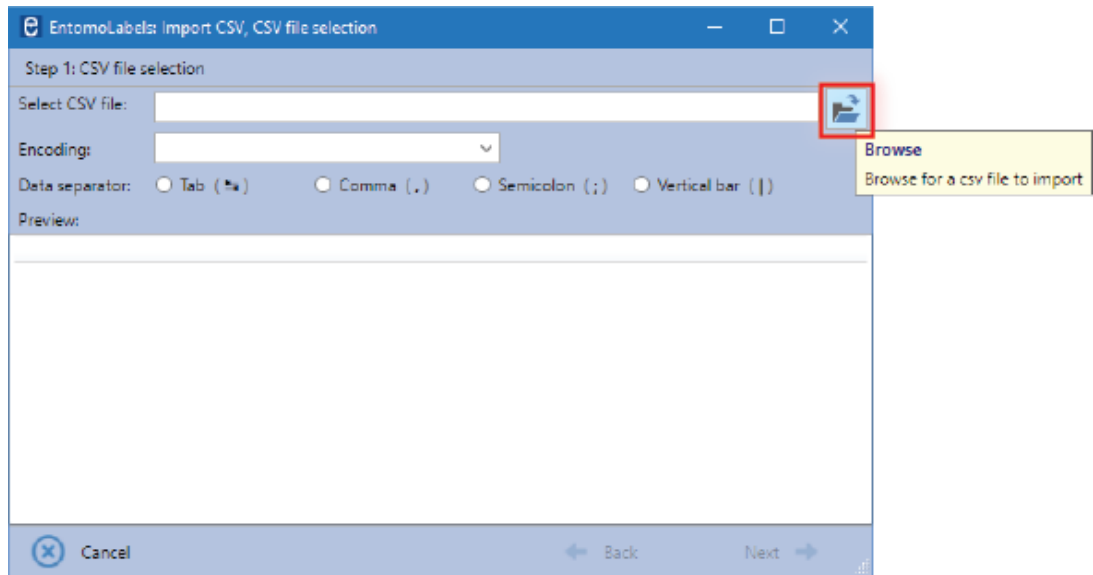 EntomoLabels: Import CSV, CSV file selection
Step 1: CSV file selection
Select CSV file:
Browse
Encoding:
Browse for a csv file to import
Data separator: Tab (↹) Comma (,) Semicolon (;) Vertical bar (|)
Preview:
Cancel Back Next